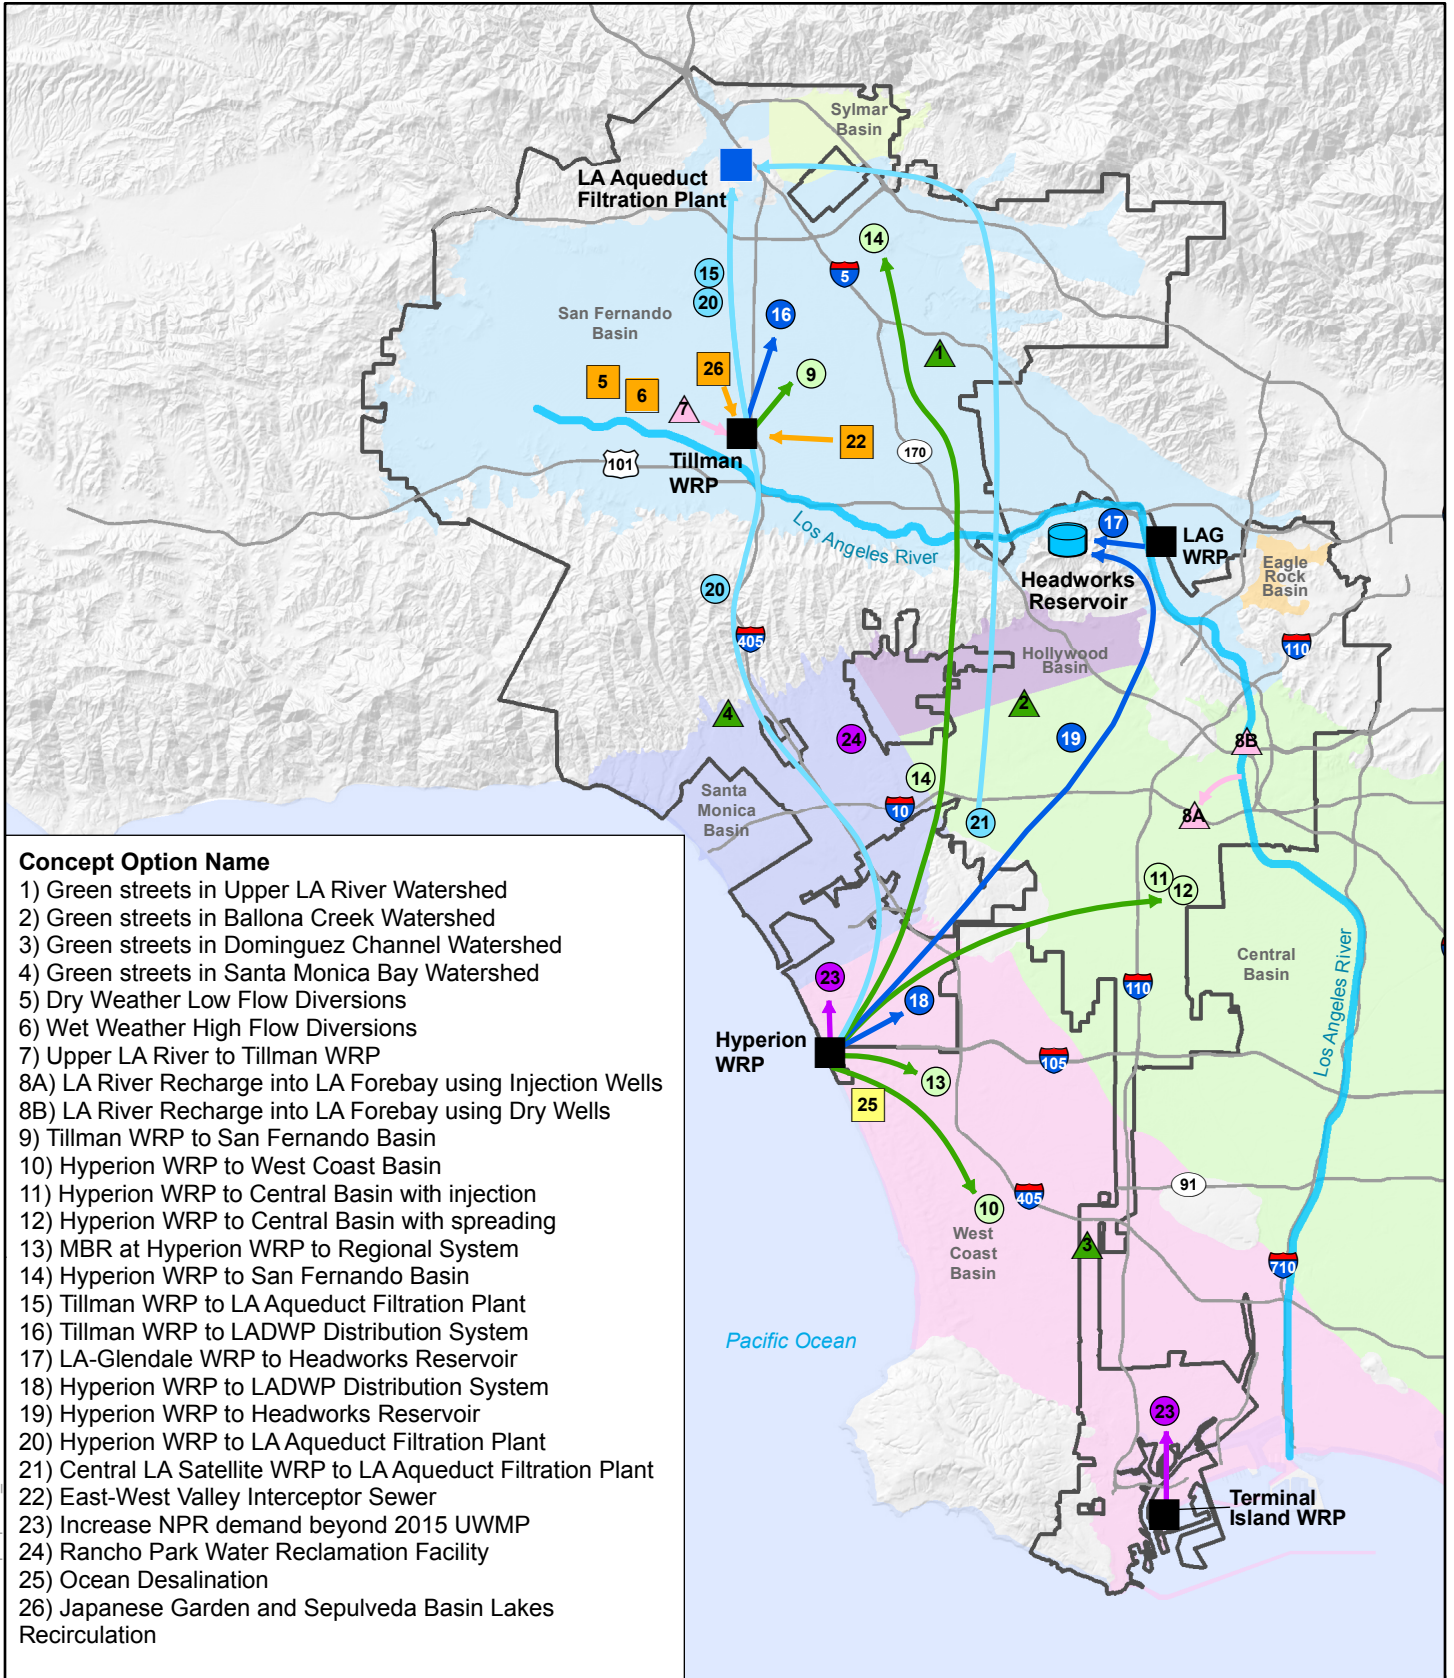 Sylmar
Basin
LA Aqueduct
Filtration Plant
14
5
15
20
San Fernando
Basin
16
1
26
9
5
6
7
22
170
101
Tillman
WRP
17
Los Angeles River
LAG
WRP
Eagle
Rock
Basin
Headworks
Reservoir
20
405
110
Hollywood
Basin
4
2
24
19
8B
14
Santa
Monica
Basin
10
21
8A
11
12
Central
Basin
Los Angeles River
23
18
110
Hyperion
WRP
105
13
25
91
405
10
West
Coast
Basin
3
710
Pacific Ocean
23
Terminal
Island WRP
Concept Option Name
1) Green streets in Upper LA River Watershed
2) Green streets in Ballona Creek Watershed
3) Green streets in Dominguez Channel Watershed
4) Green streets in Santa Monica Bay Watershed
5) Dry Weather Low Flow Diversions
6) Wet Weather High Flow Diversions
7) Upper LA River to Tillman WRP
8A) LA River Recharge into LA Forebay using Injection Wells
8B) LA River Recharge into LA Forebay using Dry Wells
9) Tillman WRP to San Fernando Basin
10) Hyperion WRP to West Coast Basin
11) Hyperion WRP to Central Basin with injection
12) Hyperion WRP to Central Basin with spreading
13) MBR at Hyperion WRP to Regional System
14) Hyperion WRP to San Fernando Basin
15) Tillman WRP to LA Aqueduct Filtration Plant
16) Tillman WRP to LADWP Distribution System
17) LA-Glendale WRP to Headworks Reservoir
18) Hyperion WRP to LADWP Distribution System
19) Hyperion WRP to Headworks Reservoir
20) Hyperion WRP to LA Aqueduct Filtration Plant
21) Central LA Satellite WRP to LA Aqueduct Filtration Plant
22) East-West Valley Interceptor Sewer
23) Increase NPR demand beyond 2015 UWMP
24) Rancho Park Water Reclamation Facility
25) Ocean Desalination
26) Japanese Garden and Sepulveda Basin Lakes
Recirculation